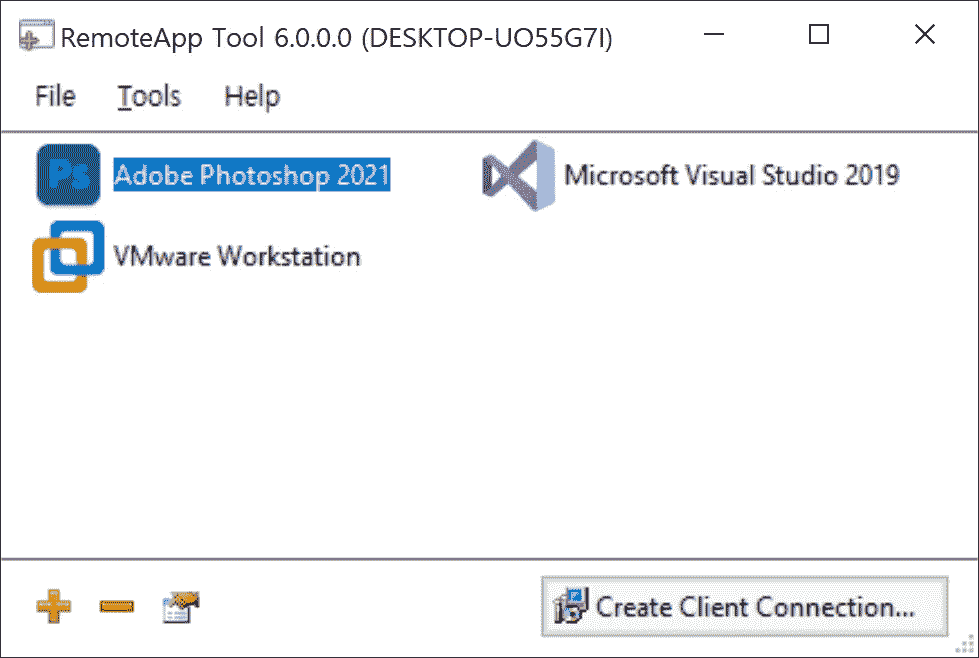 RemoteApp Tool 6.0.0.0 (DESKTOP-UO55G7I)
File Tools Help
Ps Adobe Photoshop 2021 Microsoft Visual Studio 2019
VMware Workstation
Create Client Connection...